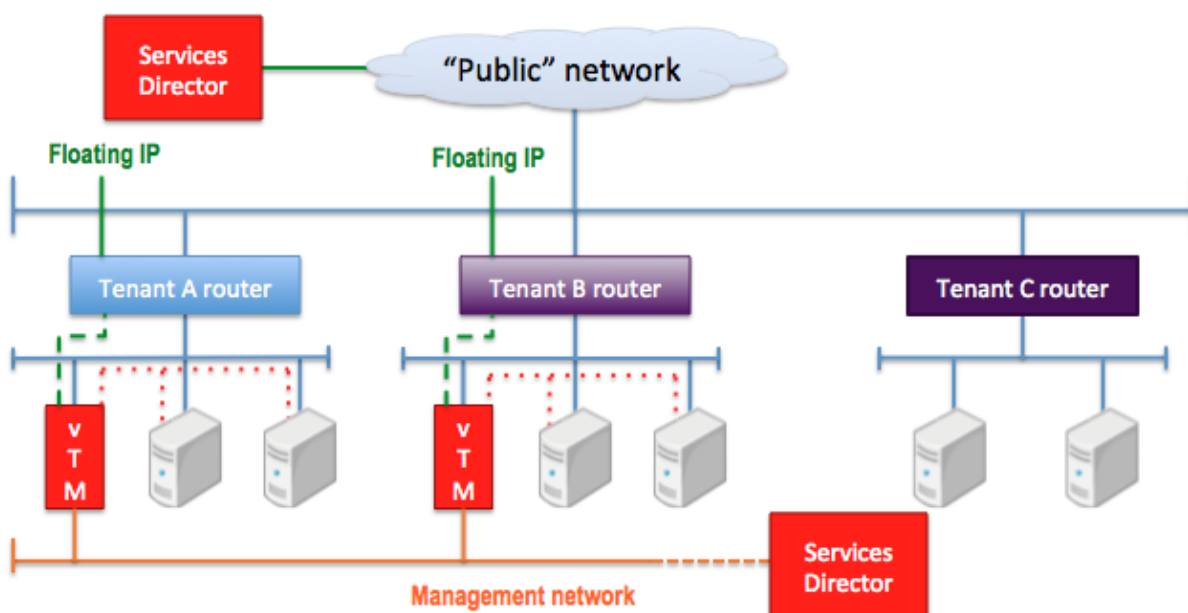 Services
Director
“Public” network
Floating IP
Floating IP
Tenant A router
Tenant B router
Tenant C router
v
T
M
v
T
M
Services
Director
Management network